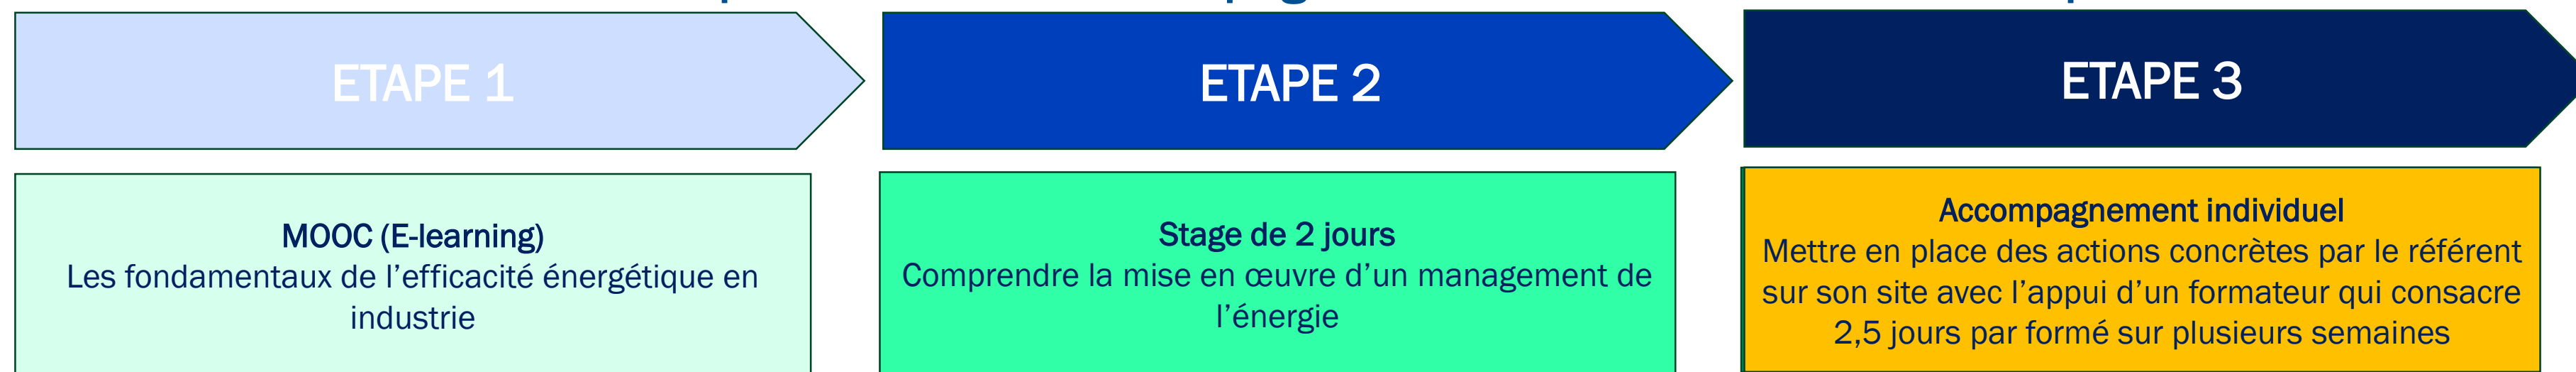 ETAPE 1
ETAPE 2
ETAPE 3
MOOC (E-learning)
Les fondamentaux de l’efficacité énergétique en
industrie
Stage de 2 jours
Comprendre la mise en œuvre d’un management de
l’énergie
Accompagnement individuel
Mettre en place des actions concrètes par le référent
sur son site avec l’appui d’un formateur qui consacre
2,5 jours par formé sur plusieurs semaines